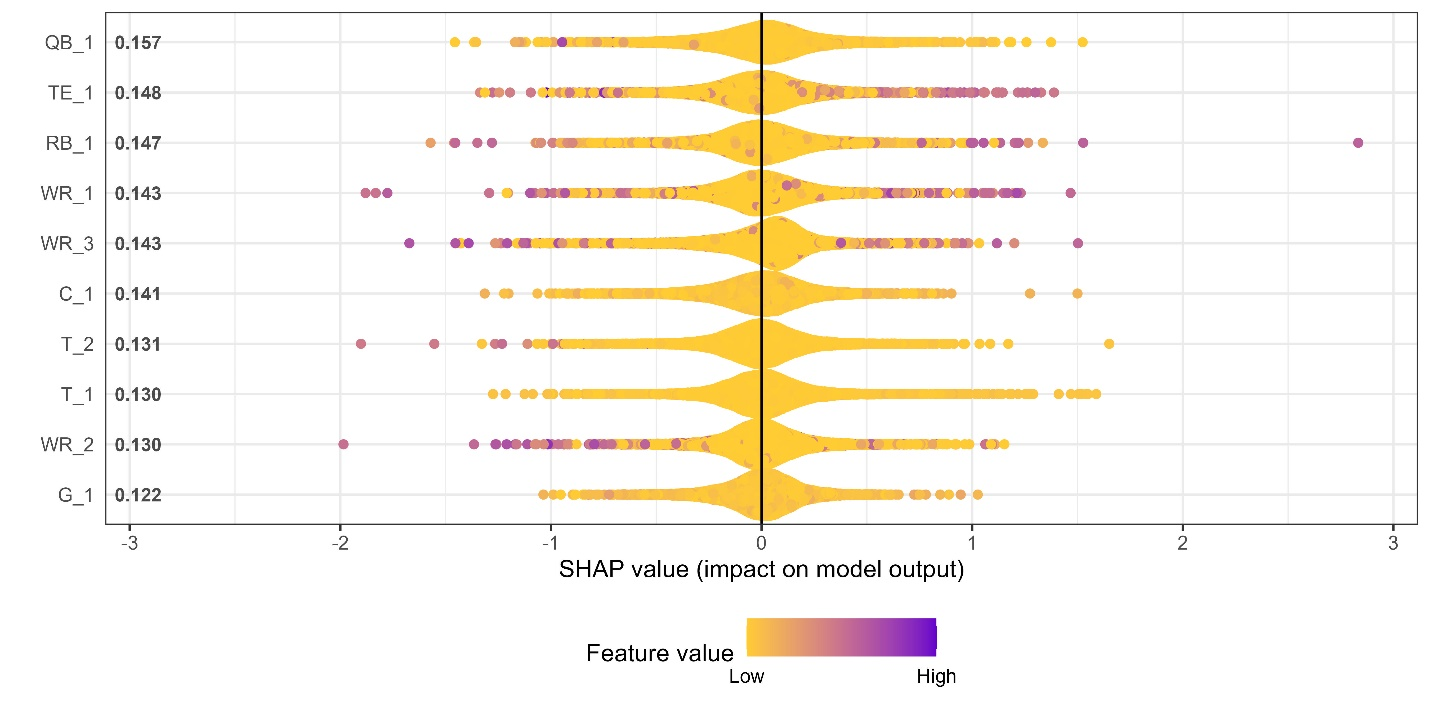 QB_1 0.157
TE_1 0.148
RB_1 0.147
WR_1 0.143
WR_3 0.143
C_1 0.141
T_2 0.131
T_1 0.130
WR_2 0.130
G_1 0.122
-3 -2 -1 0 1 2 3
SHAP value (impact on model output)
Feature value
Low High